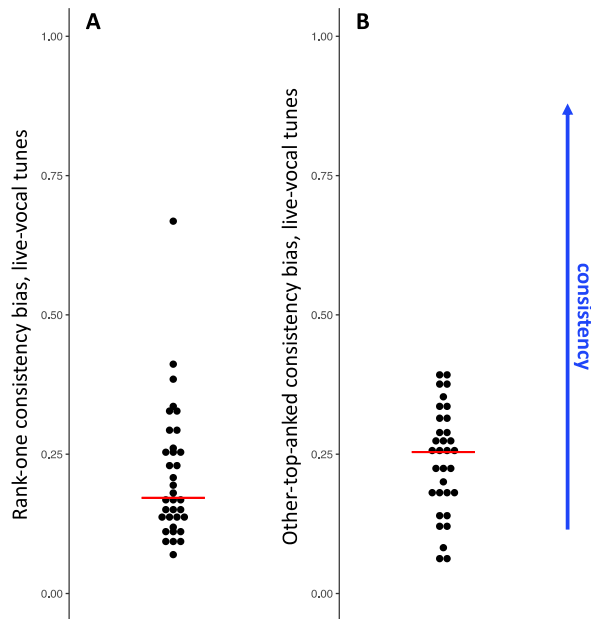 A
B
1.00
0.75
0.50
0.25
0.00
Rank-one consistency bias, live-vocal tunes
1.00
0.75
0.50
0.25
0.00
Other-top-anked consistency bias, live-vocal tunes
consistency